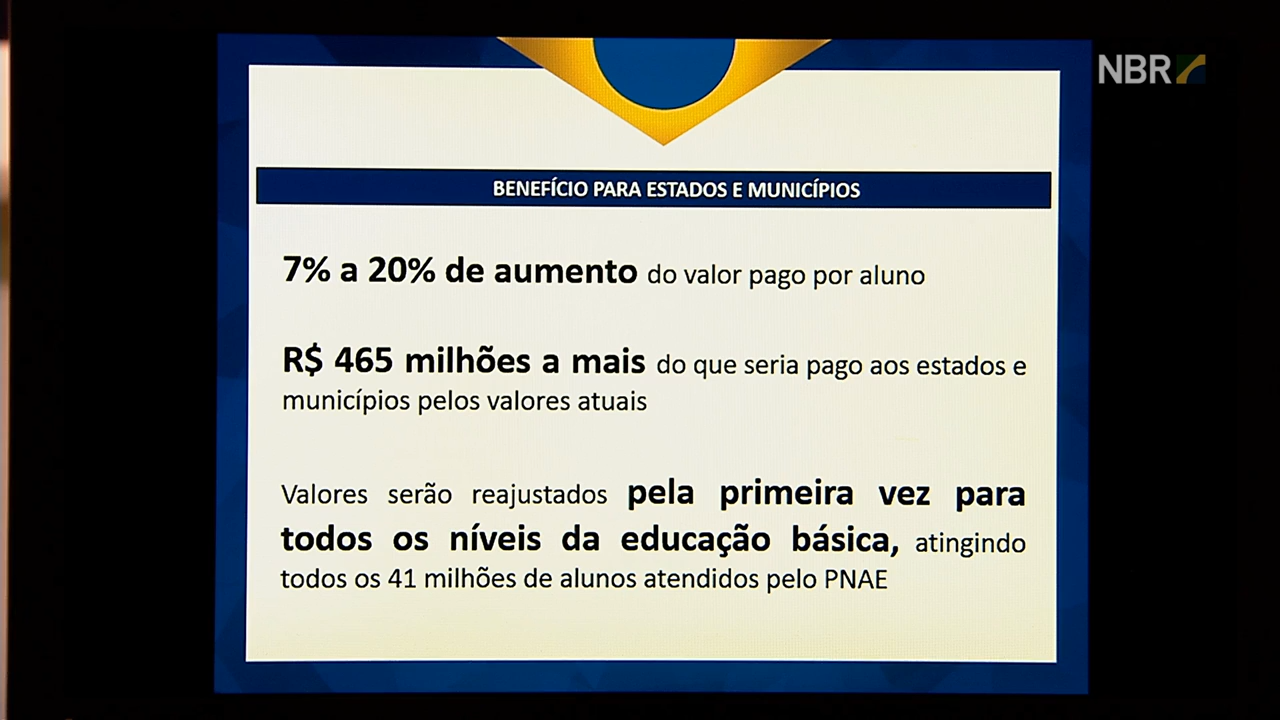 NBR
BENEFÍCIO PARA ESTADOS E MUNICÍPIOS
7% a 20% de aumento do valor pago por aluno
R$ 465 milhões a mais do que seria pago aos estados e
municípios pelos valores atuais
Valores serão reajustados pela primeira vez para
todos os níveis da educação básica, atingindo
todos os 41 milhões de alunos atendidos pelo PNAE